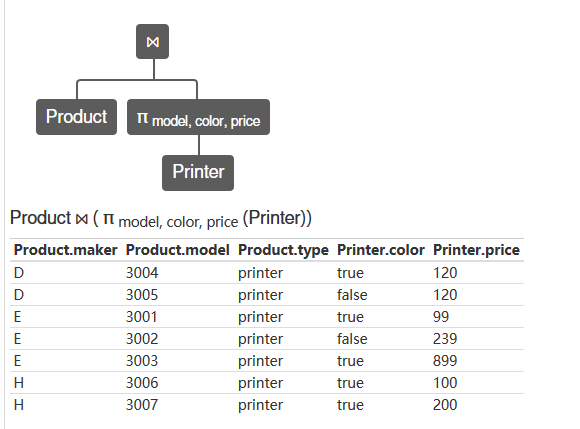 ⋈
Product π model, color, price
Printer
Product ⋈ ( π model, color, price (Printer))
Product.maker Product.model Product.type Printer.color Printer.price
D 3004 printer true 120
D 3005 printer false 120
E 3001 printer true 99
E 3002 printer false 239
E 3003 printer true 899
H 3006 printer true 100
H 3007 printer true 200